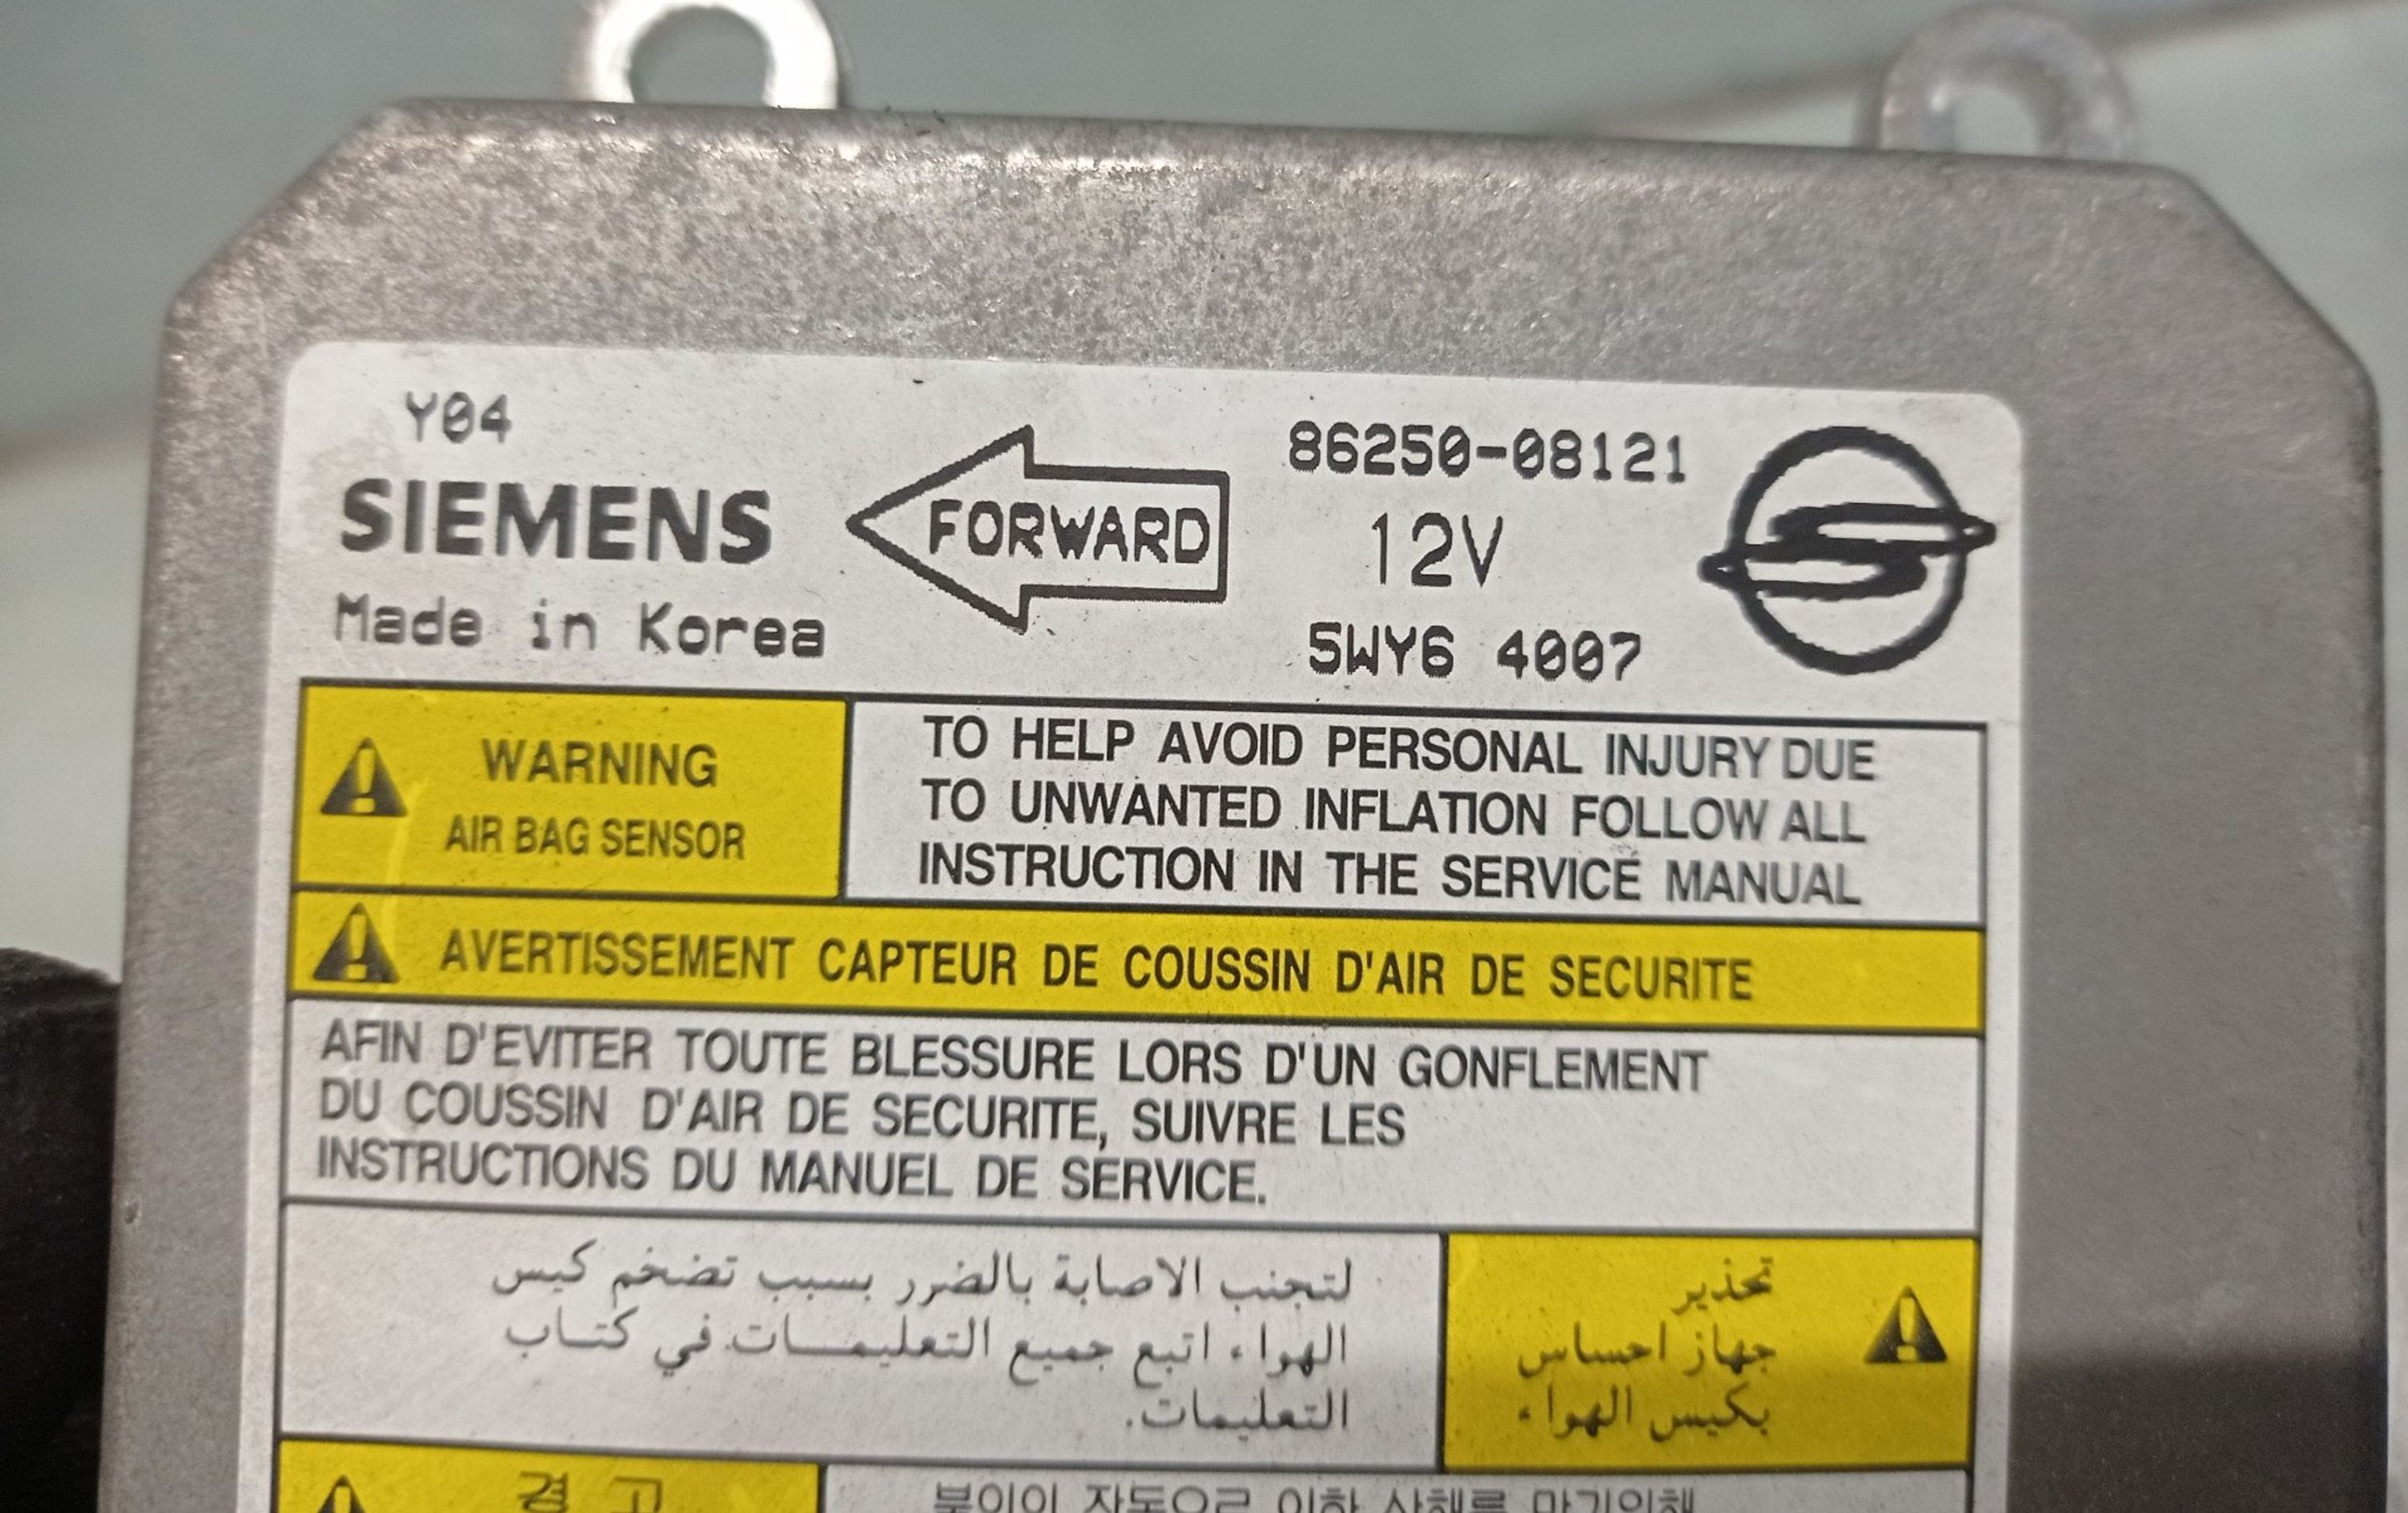 Y04
SIEMENS
Made in Korea
FORWARD
86250-08121
12V
5WY6 4007
WARNING
AIR BAG SENSOR
TO HELP AVOID PERSONAL INJURY DUE
TO UNWANTED INFLATION FOLLOW ALL
INSTRUCTION IN THE SERVICE MANUAL
AVERTISSEMENT CAPTEUR DE COUSSIN D'AIR DE SECURITE
AFIN D'EVITER TOUTE BLESSURE LORS D'UN GONFLEMENT
DU COUSSIN D'AIR DE SECURITE, SUIVRE LES
INSTRUCTIONS DU MANUEL DE SERVICE.
تحذير
جهاز احساس
بكيس الهواء
لتجنب الاصابة بالضرر بسبب تضخم كيس
الهواء اتبع جميع التعليمات في كتاب
التعليمات.
경 고